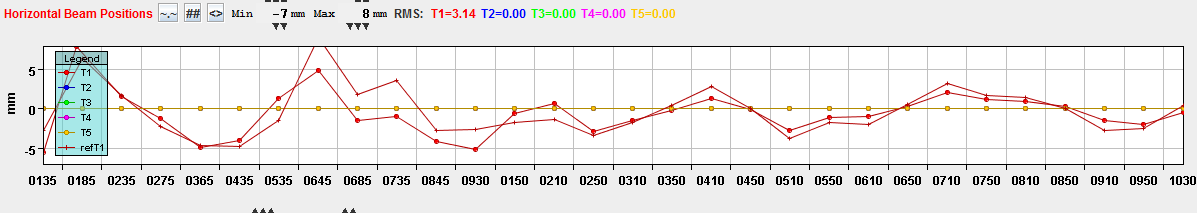 Horizontal Beam Positions ~.~ ## <> Min -7 mm Max 8 mm RMS: T1=3.14 T2=0.00 T3=0.00 T4=0.00 T5=0.00
Legend
T1
T2
T3
T4
T5
refT1
mm
5
0
-5
0135 0185 0235 0275 0365 0435 0535 0645 0685 0735 0845 0930 0150 0210 0250 0310 0350 0410 0450 0510 0550 0610 0650 0710 0750 0810 0850 0910 0950 1030